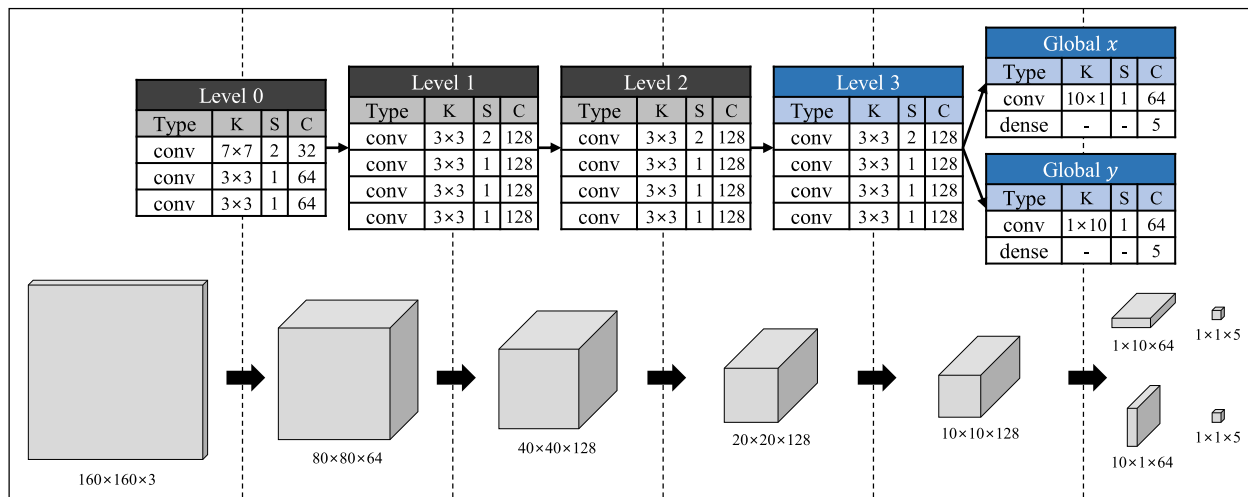 Level 0
Type K S C
conv 7×7 2 32
conv 3×3 1 64
conv 3×3 1 64
Level 1
Type K S C
conv 3×3 2 128
conv 3×3 1 128
conv 3×3 1 128
conv 3×3 1 128
Level 2
Type K S C
conv 3×3 2 128
conv 3×3 1 128
conv 3×3 1 128
conv 3×3 1 128
Level 3
Type K S C
conv 3×3 2 128
conv 3×3 1 128
conv 3×3 1 128
conv 3×3 1 128
Global x
Type K S C
conv 10×1 1 64
dense - - 5
Global y
Type K S C
conv 1×10 1 64
dense - - 5
160×160×3
80×80×64
40×40×128
20×20×128
10×10×128
1×10×64
1×1×5
10×1×64
1×1×5